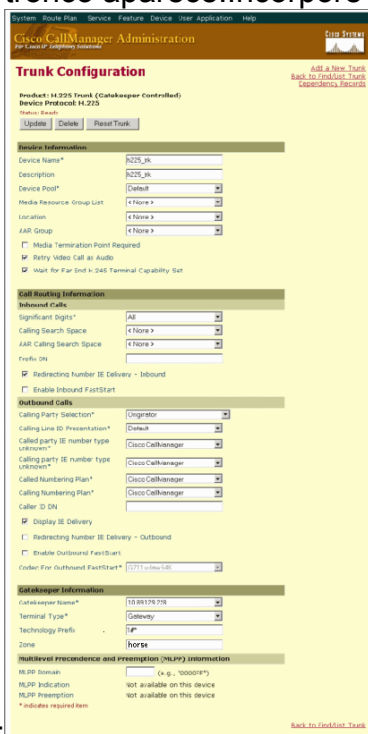 System Route Plan Service Feature Device User Application Help
Cisco CallManager Administration
For Cisco IP Telephony Solutions
Cisco Systems
Trunk Configuration
Add a New Trunk
Back to Find/List Trunk
Dependency Records
Product: H.225 Trunk (Gatekeeper Controlled)
Device Protocol: H.225
Status: Ready
Update Delete Reset Trunk
Device Information
Device Name* h225_trk
Description h225_trk
Device Pool* Default
Media Resource Group List < None >
Location < None >
AAR Group < None >
Media Termination Point Required
Retry Video Call as Audio
Wait for Far End H.245 Terminal Capability Set
Call Routing Information
Inbound Calls
Significant Digits* All
Calling Search Space < None >
AAR Calling Search Space < None >
Prefix DN
Redirecting Number IE Delivery - Inbound
Enable Inbound FastStart
Outbound Calls
Calling Party Selection* Originator
Calling Line ID Presentation* Default
Called party IE number type
unknown* Cisco CallManager
Calling party IE number type
unknown* Cisco CallManager
Called Numbering Plan* Cisco CallManager
Calling Numbering Plan* Cisco CallManager
Caller ID DN
Display IE Delivery
Redirecting Number IE Delivery - Outbound
Enable Outbound FastStart
Codec For Outbound FastStart* G711 u-law 64K
Gatekeeper Information
Gatekeeper Name* 10.89.129.229
Terminal Type* Gateway
Technology Prefix 1#*
Zone horse
Multilevel Precedence and Preemption (MLPP) Information
MLPP Domain (e.g., "0000FF")
MLPP Indication Not available on this device
MLPP Preemption Not available on this device
* indicates required item
Back to Find/List Trunk